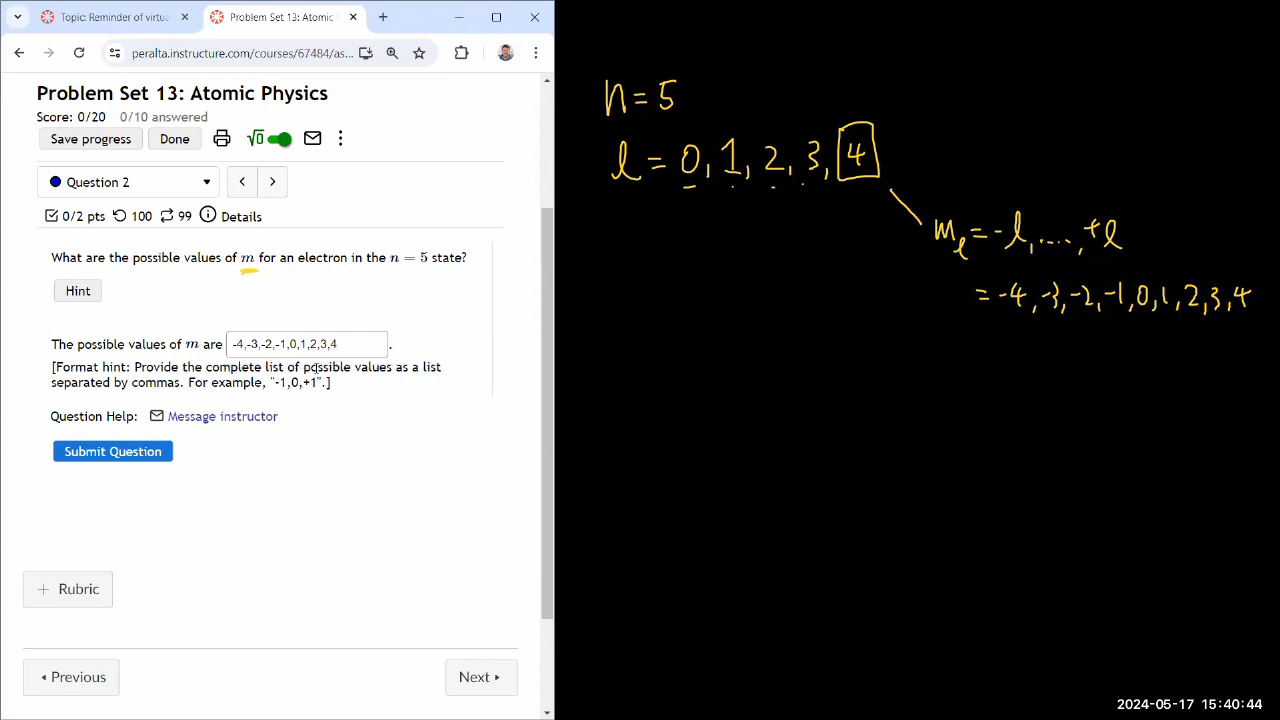 Topic: Reminder of virtua
Problem Set 13: Atomic
peralta.instructure.com/courses/67484/as...
Problem Set 13: Atomic Physics
Score: 0/20 0/10 answered
Save progress Done √0
Question 2
0/2 pts 100 99 Details
What are the possible values of m for an electron in the n = 5 state?
Hint
The possible values of m are -4,-3,-2,-1,0,1,2,3,4 .
[Format hint: Provide the complete list of possible values as a list
separated by commas. For example, "-1,0,+1".]
Question Help: Message instructor
Submit Question
+ Rubric
Previous Next
n = 5
l = 0, 1, 2, 3, 4
m_l = -l, ...., +l
= -4, -3, -2, -1, 0, 1, 2, 3, 4
2024-05-17 15:40:44